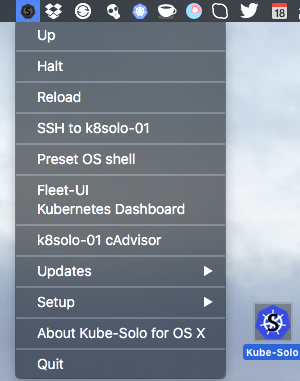 18
Up
Halt
Reload
SSH to k8solo-01
Preset OS shell
Fleet-UI
Kubernetes Dashboard
k8solo-01 cAdvisor
Updates
Setup
About Kube-Solo for OS X
Quit
S
Kube-Solo